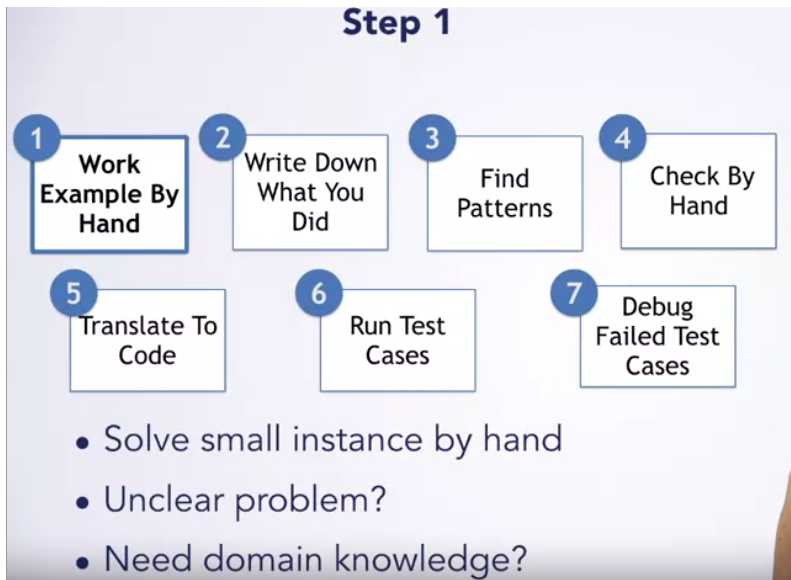 Step 1
1
Work
Example By
Hand
2
Write Down
What You
Did
3
Find
Patterns
4
Check By
Hand
5
Translate To
Code
6
Run Test
Cases
7
Debug
Failed Test
Cases
• Solve small instance by hand
• Unclear problem?
• Need domain knowledge?